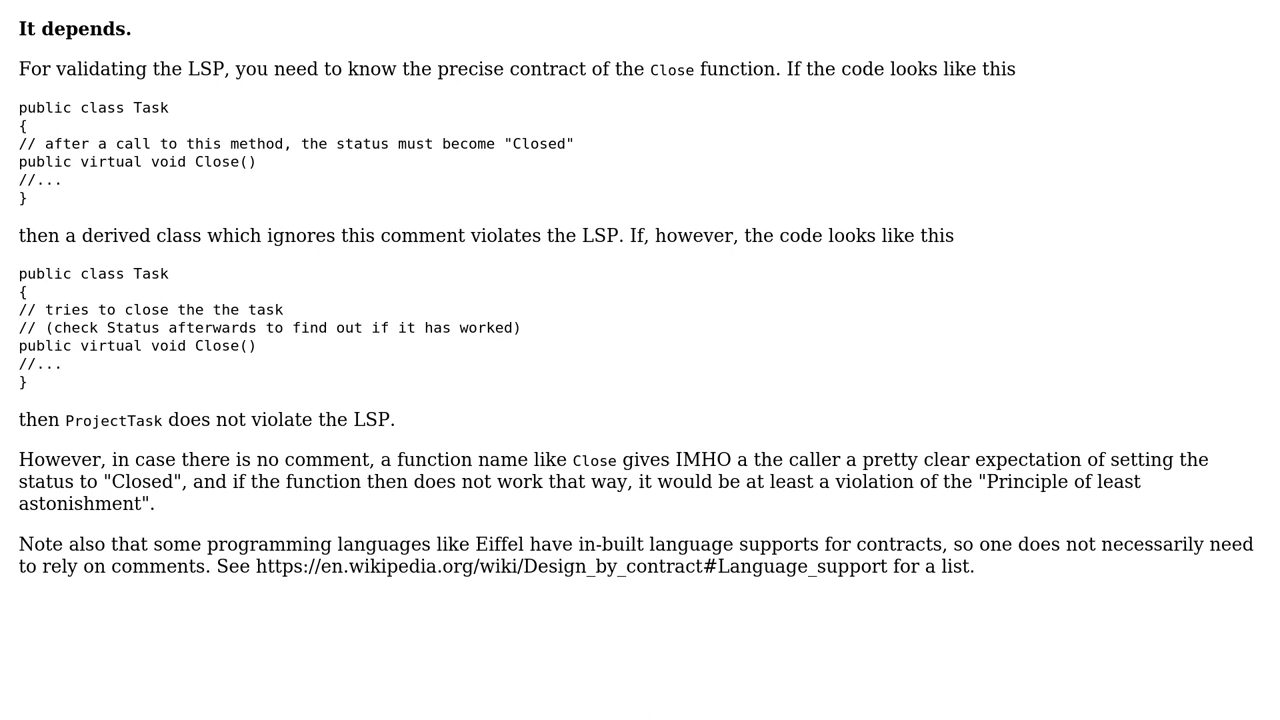 It depends.
For validating the LSP, you need to know the precise contract of the Close function. If the code looks like this
public class Task
{
// after a call to this method, the status must become "Closed"
public virtual void Close()
//...
}
then a derived class which ignores this comment violates the LSP. If, however, the code looks like this
public class Task
{
// tries to close the the task
// (check Status afterwards to find out if it has worked)
public virtual void Close()
//...
}
then ProjectTask does not violate the LSP.
However, in case there is no comment, a function name like Close gives IMHO a the caller a pretty clear expectation of setting the
status to "Closed", and if the function then does not work that way, it would be at least a violation of the "Principle of least
astonishment".
Note also that some programming languages like Eiffel have in-built language supports for contracts, so one does not necessarily need
to rely on comments. See https://en.wikipedia.org/wiki/Design_by_contract#Language_support for a list.